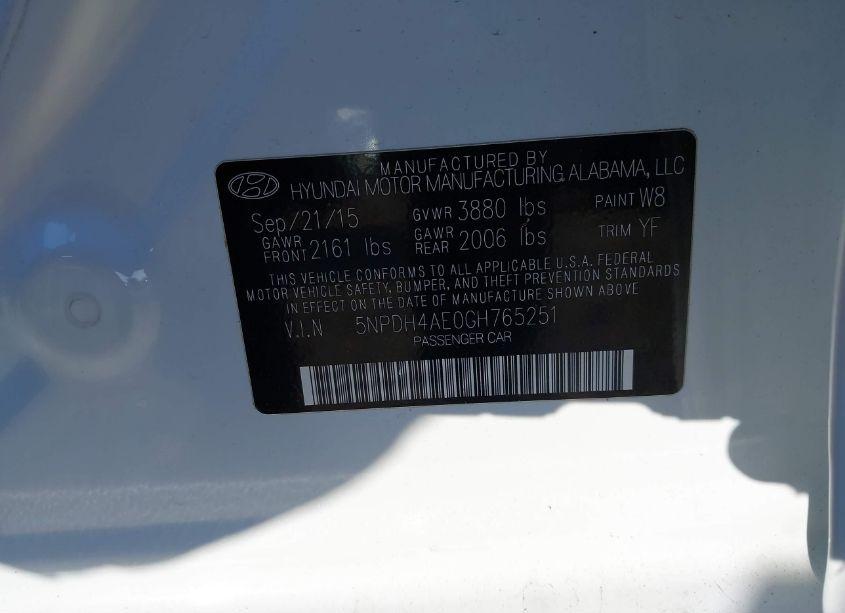 MANUFACTURED BY
HYUNDAI MOTOR MANUFACTURING ALABAMA, LLC
Sep/21/15 GVWR 3880 lbs PAINT W8
GAWR FRONT 2161 lbs GAWR REAR 2006 lbs TRIM YF
THIS VEHICLE CONFORMS TO ALL APPLICABLE U.S.A. FEDERAL
MOTOR VEHICLE SAFETY, BUMPER, AND THEFT PREVENTION STANDARDS
IN EFFECT ON THE DATE OF MANUFACTURE SHOWN ABOVE
V.I.N 5NPDH4AE0GH765251
PASSENGER CAR